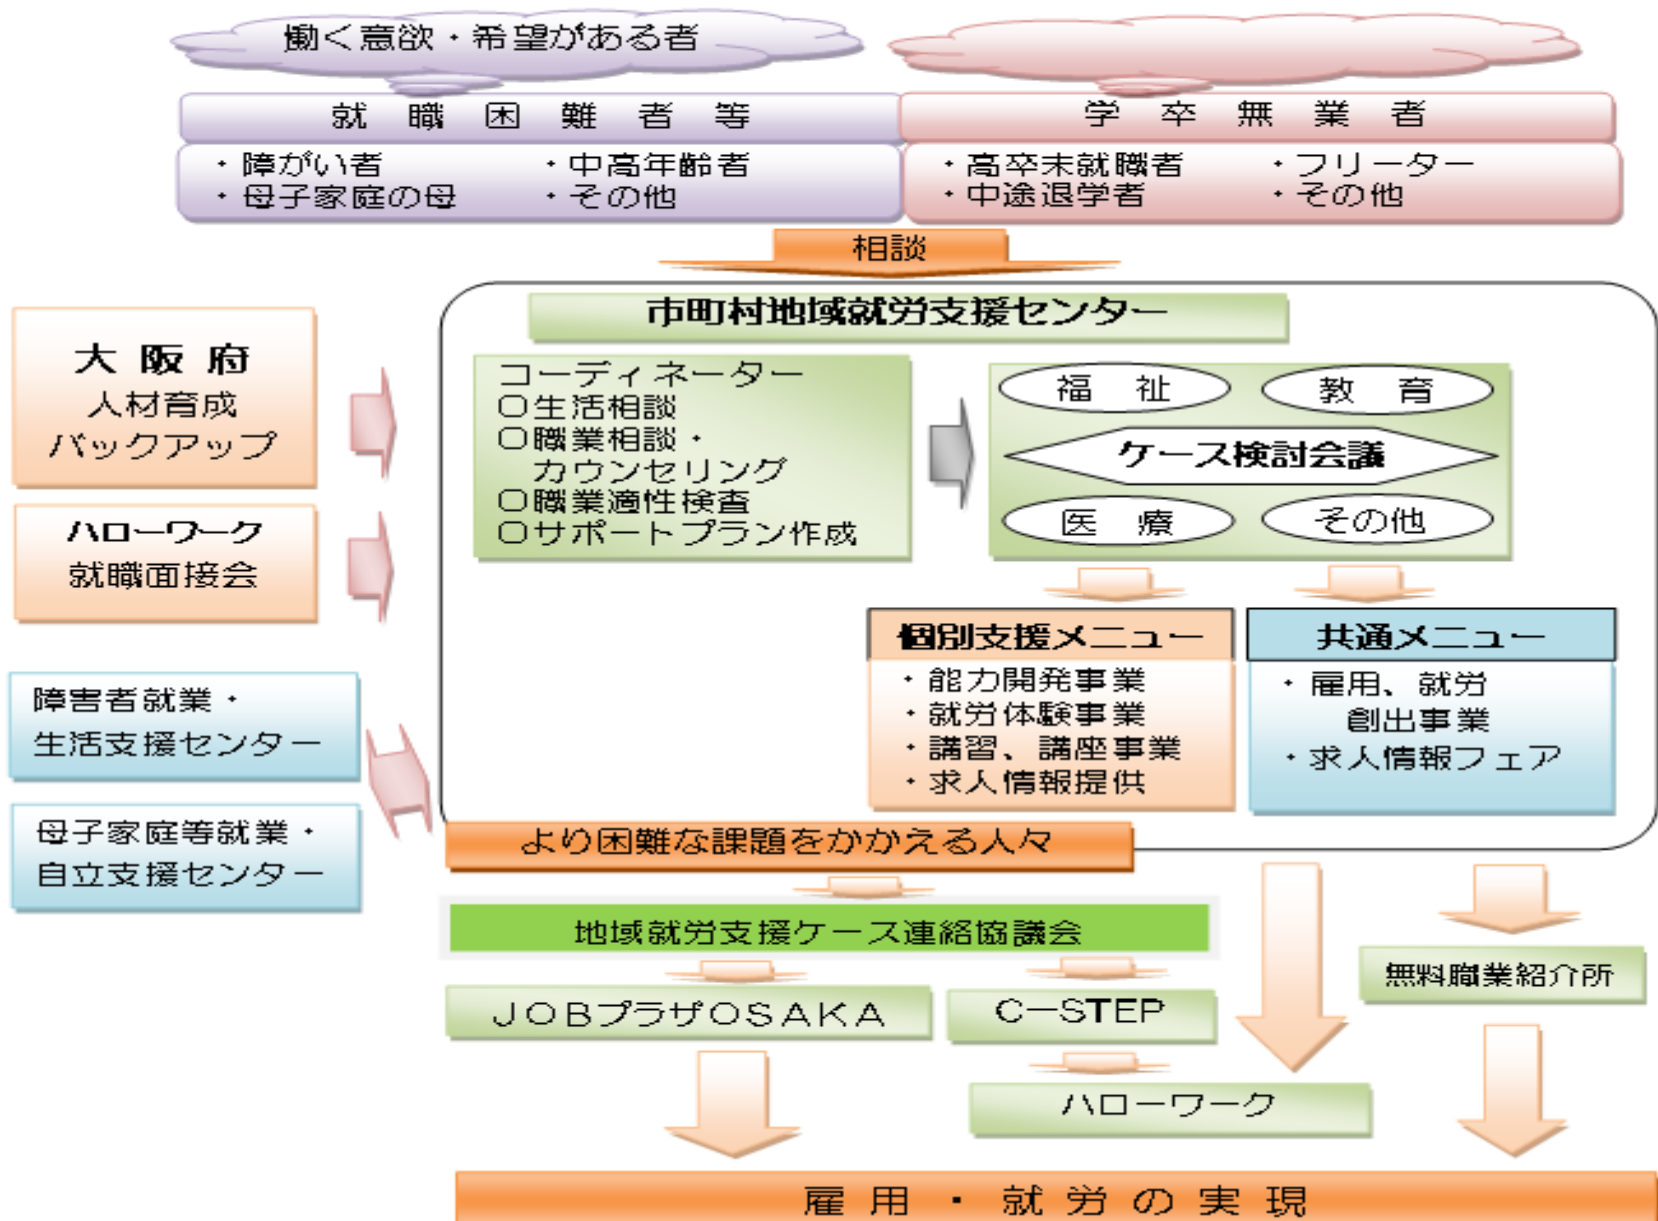 働く意欲・希望がある者
就職困難者等
・障がい者 ・中高年齢者
・母子家庭の母 ・その他
学卒無業者
・高卒未就職者 ・フリーター
・中途退学者 ・その他
相談
市町村地域就労支援センター
大阪府
人材育成
バックアップ
ハローワーク
就職面接会
コーディネーター
○生活相談
○職業相談・
カウンセリング
○職業適性検査
○サポートプラン作成
福祉
教育
ケース検討会議
医療
その他
個別支援メニュー
・能力開発事業
・就労体験事業
・講習、講座事業
・求人情報提供
共通メニュー
・雇用、就労
創出事業
・求人情報フェア
障害者就業・
生活支援センター
母子家庭等就業・
自立支援センター
より困難な課題をかかえる人々
地域就労支援ケース連絡協議会
JOBプラザOSAKA
C－STEP
無料職業紹介所
ハローワーク
雇用・就労の実現